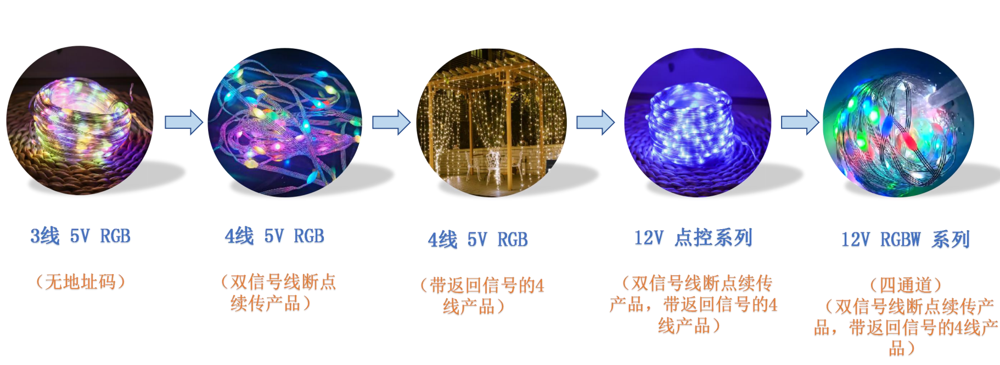 3线 5V RGB
（无地址码）
4线 5V RGB
（双信号线断点
续传产品）
4线 5V RGB
（带返回信号的4
线产品）
12V 点控系列
（双信号线断点续传
产品，带返回信号的4
线产品）
12V RGBW 系列
（四通道）
（双信号线断点续传产
品，带返回信号的4线产
品）